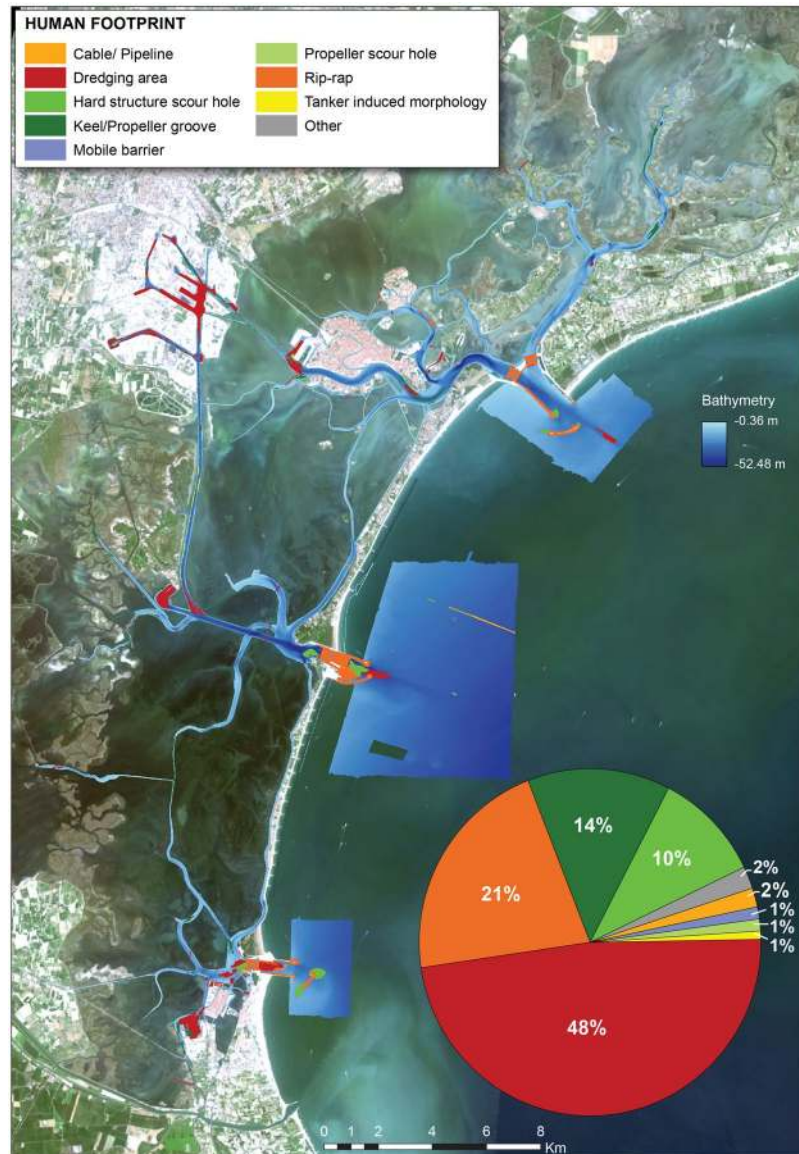 HUMAN FOOTPRINT
Cable/ Pipeline
Dredging area
Hard structure scour hole
Keel/Propeller groove
Mobile barrier
Propeller scour hole
Rip-rap
Tanker induced morphology
Other
Bathymetry
-0.36 m
-52.48 m
14%
10%
2%
2%
1%
1%
1%
21%
48%
0 2 4 6 8
Km